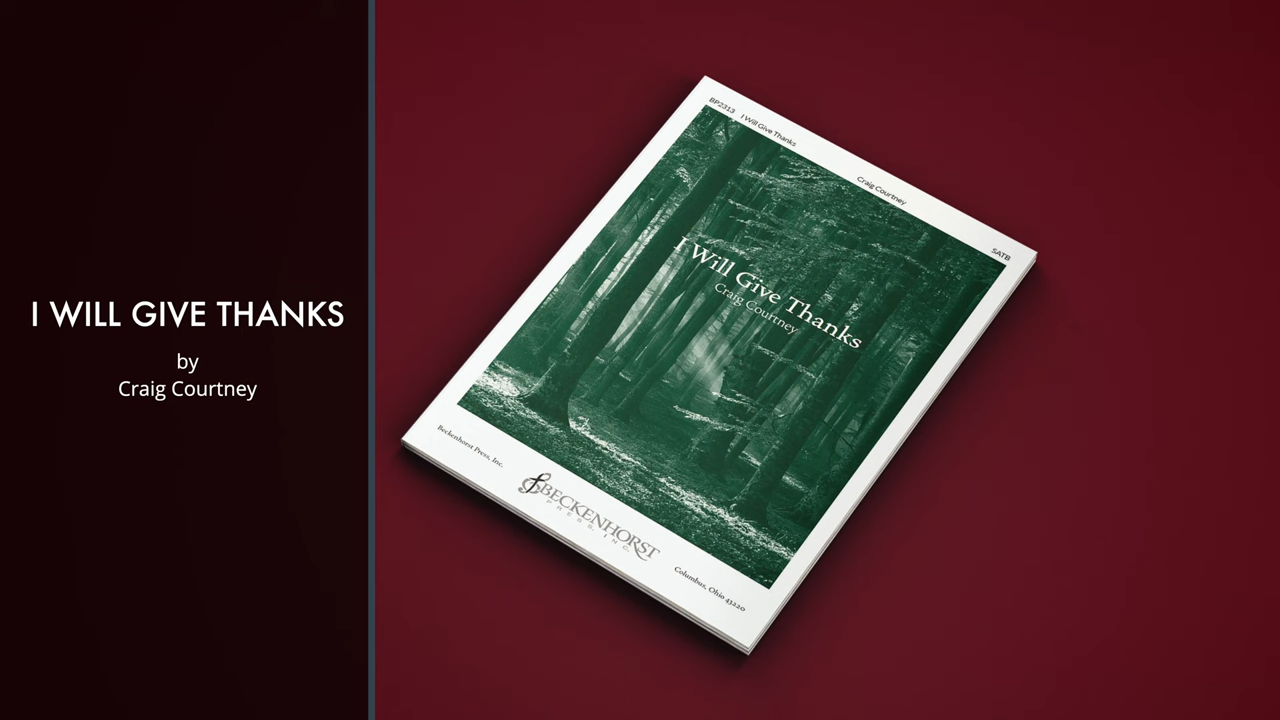 I WILL GIVE THANKS
by
Craig Courtney
BP2313 I Will Give Thanks
Craig Courtney
SATB
I Will Give Thanks
Craig Courtney
Beckenhorst Press, Inc.
BECKENHORST
PRESS, INC.
Columbus, Ohio 43220